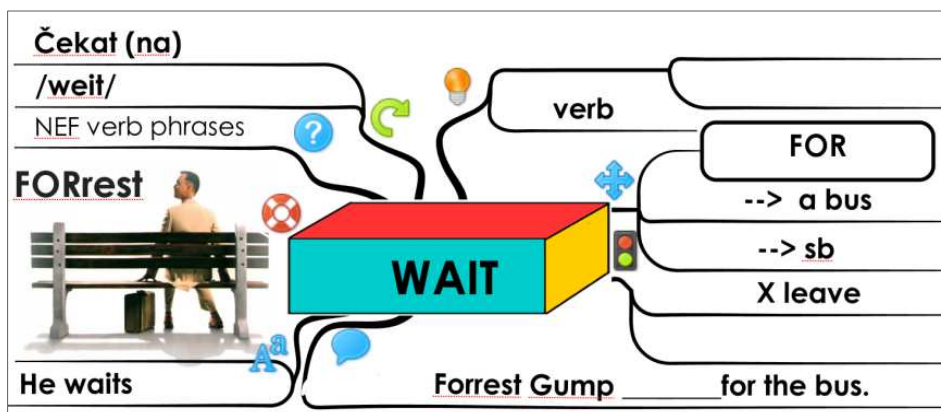 Čekat (na)
/weit/
NEF verb phrases
FORrest
He waits
WAIT
verb
FOR
--> a bus
--> sb
X leave
Forrest Gump ______for the bus.
Aa
?